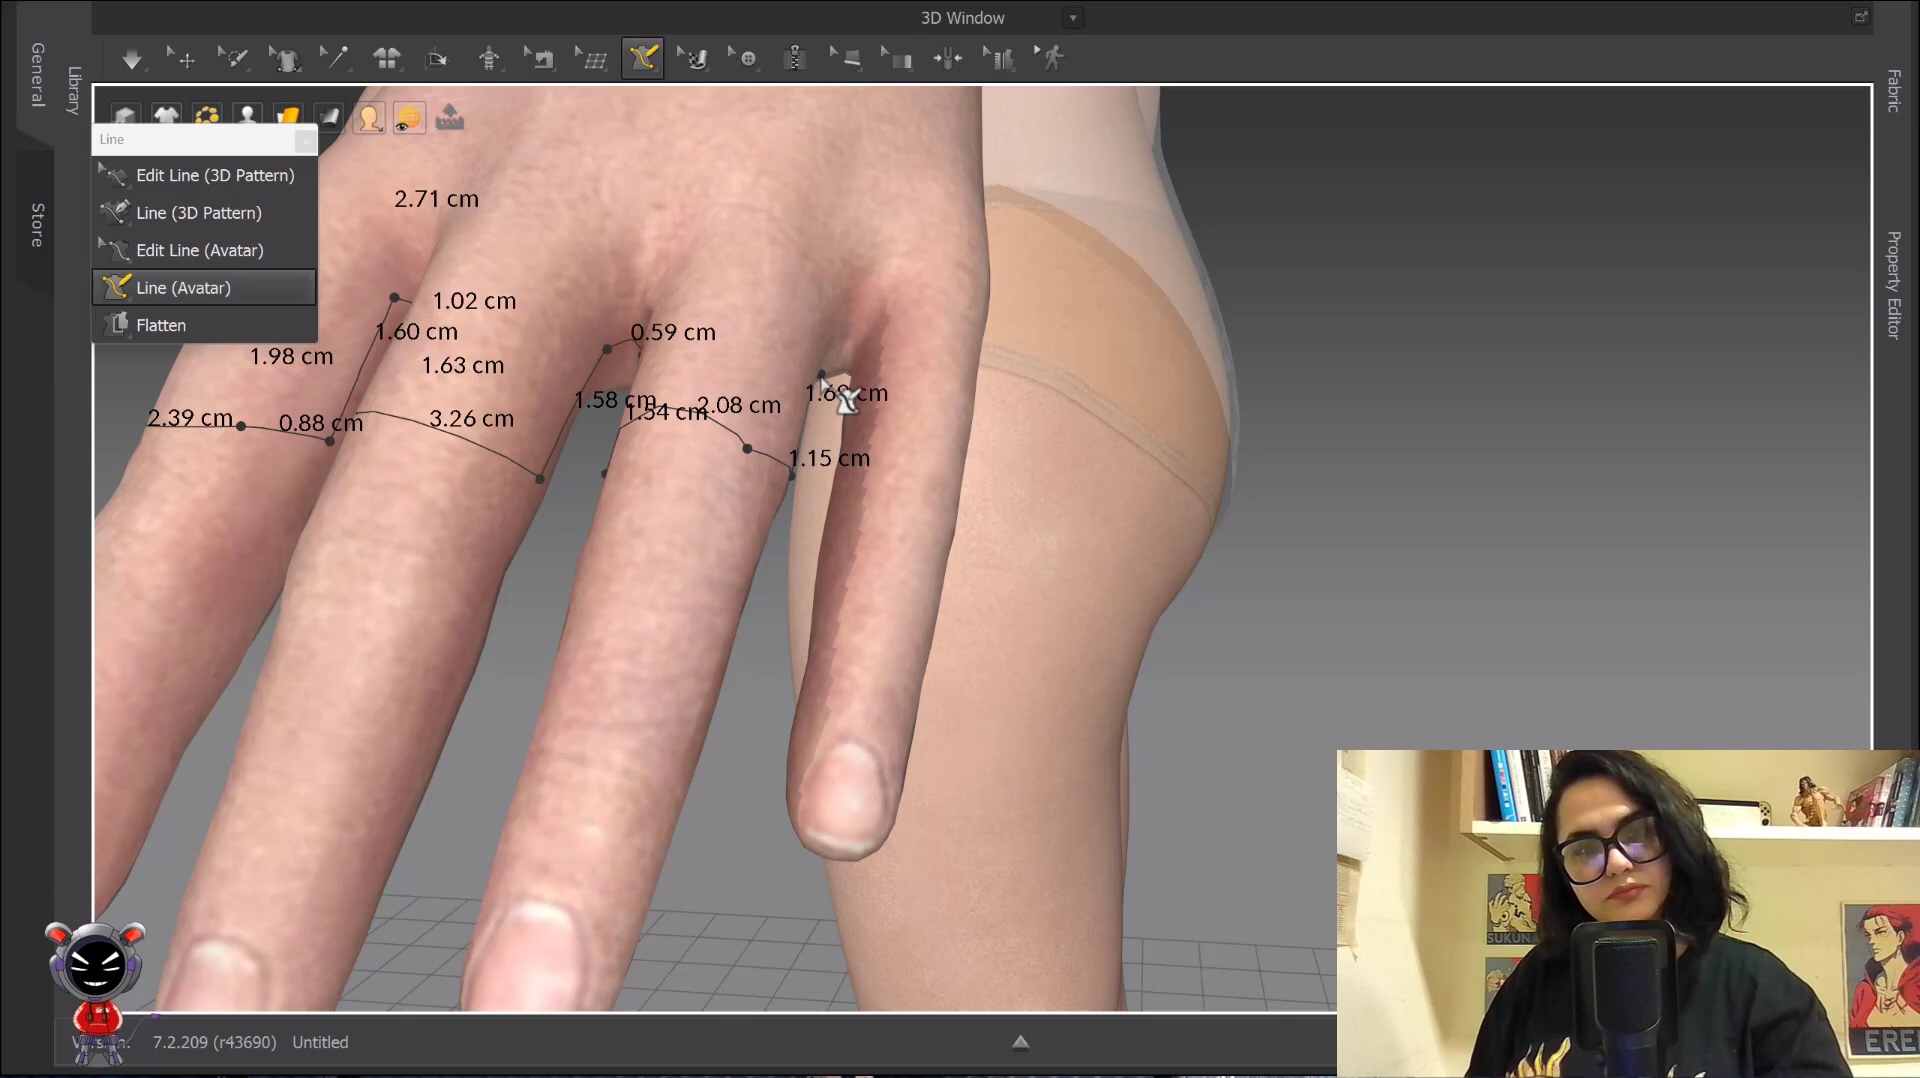 3D Window
General
Library
Store
Fabric
Property Editor
Line
Edit Line (3D Pattern)
Line (3D Pattern)
Edit Line (Avatar)
Line (Avatar)
Flatten
2.71 cm
1.02 cm
1.60 cm
0.59 cm
1.98 cm
1.63 cm
1.58 cm
1.54 cm
2.08 cm
cm
2.39 cm
0.88 cm
3.26 cm
1.15 cm
7.2.209 (r43690)
Untitled
SUKUNA
EREN